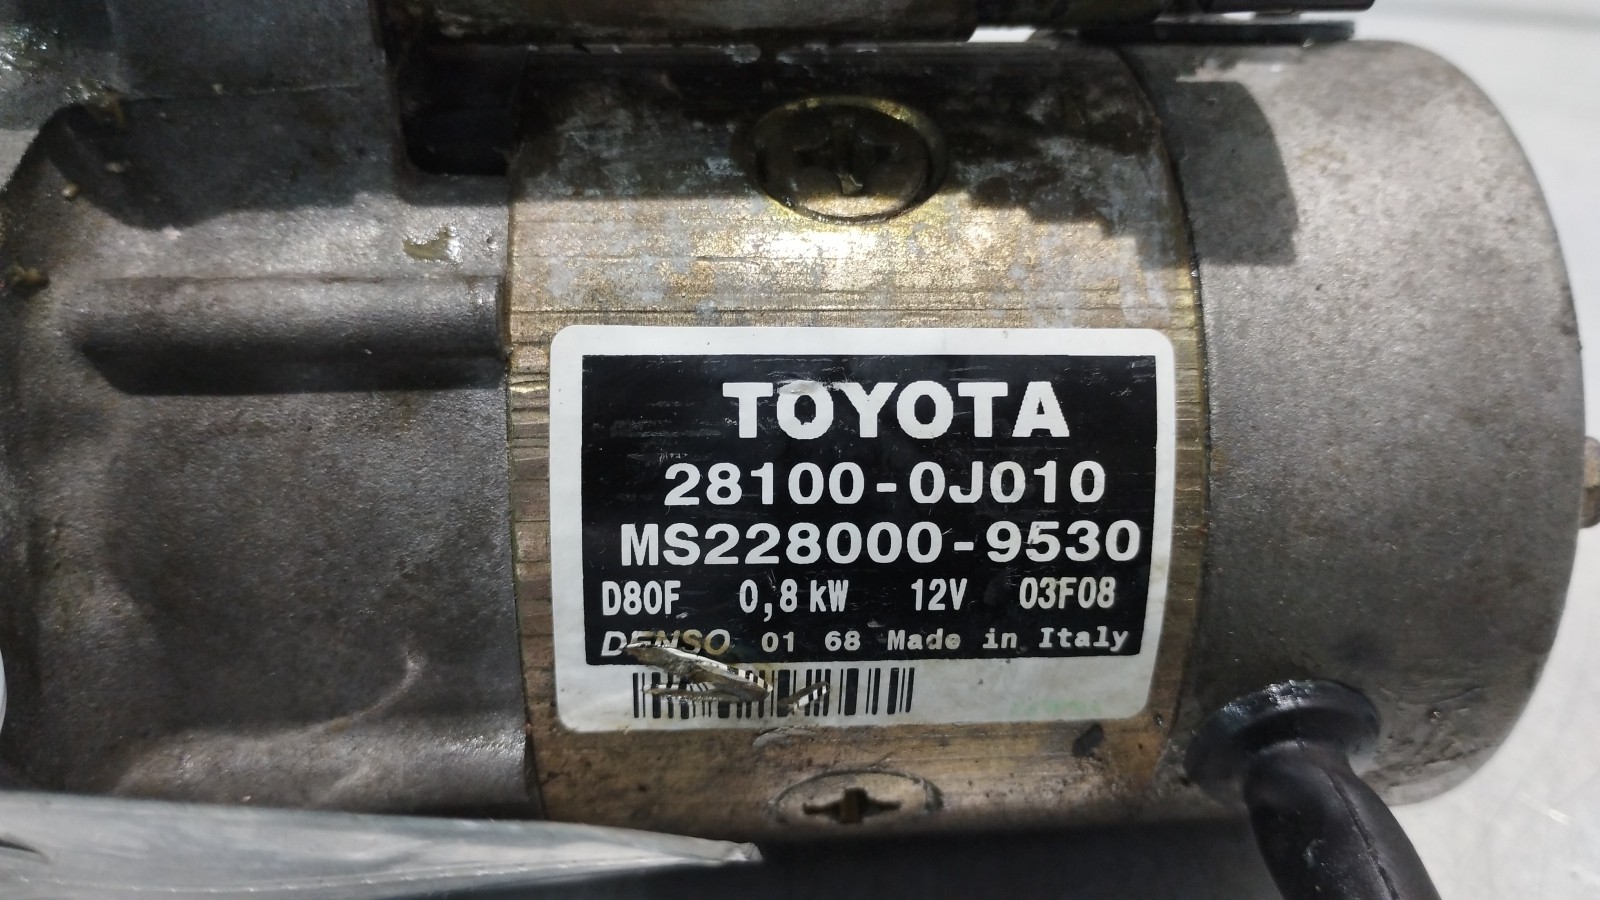 TOYOTA
28100-0J010
MS228000-9530
D80F 0,8 kW 12V 03F08
DENSO 01 68 Made in Italy